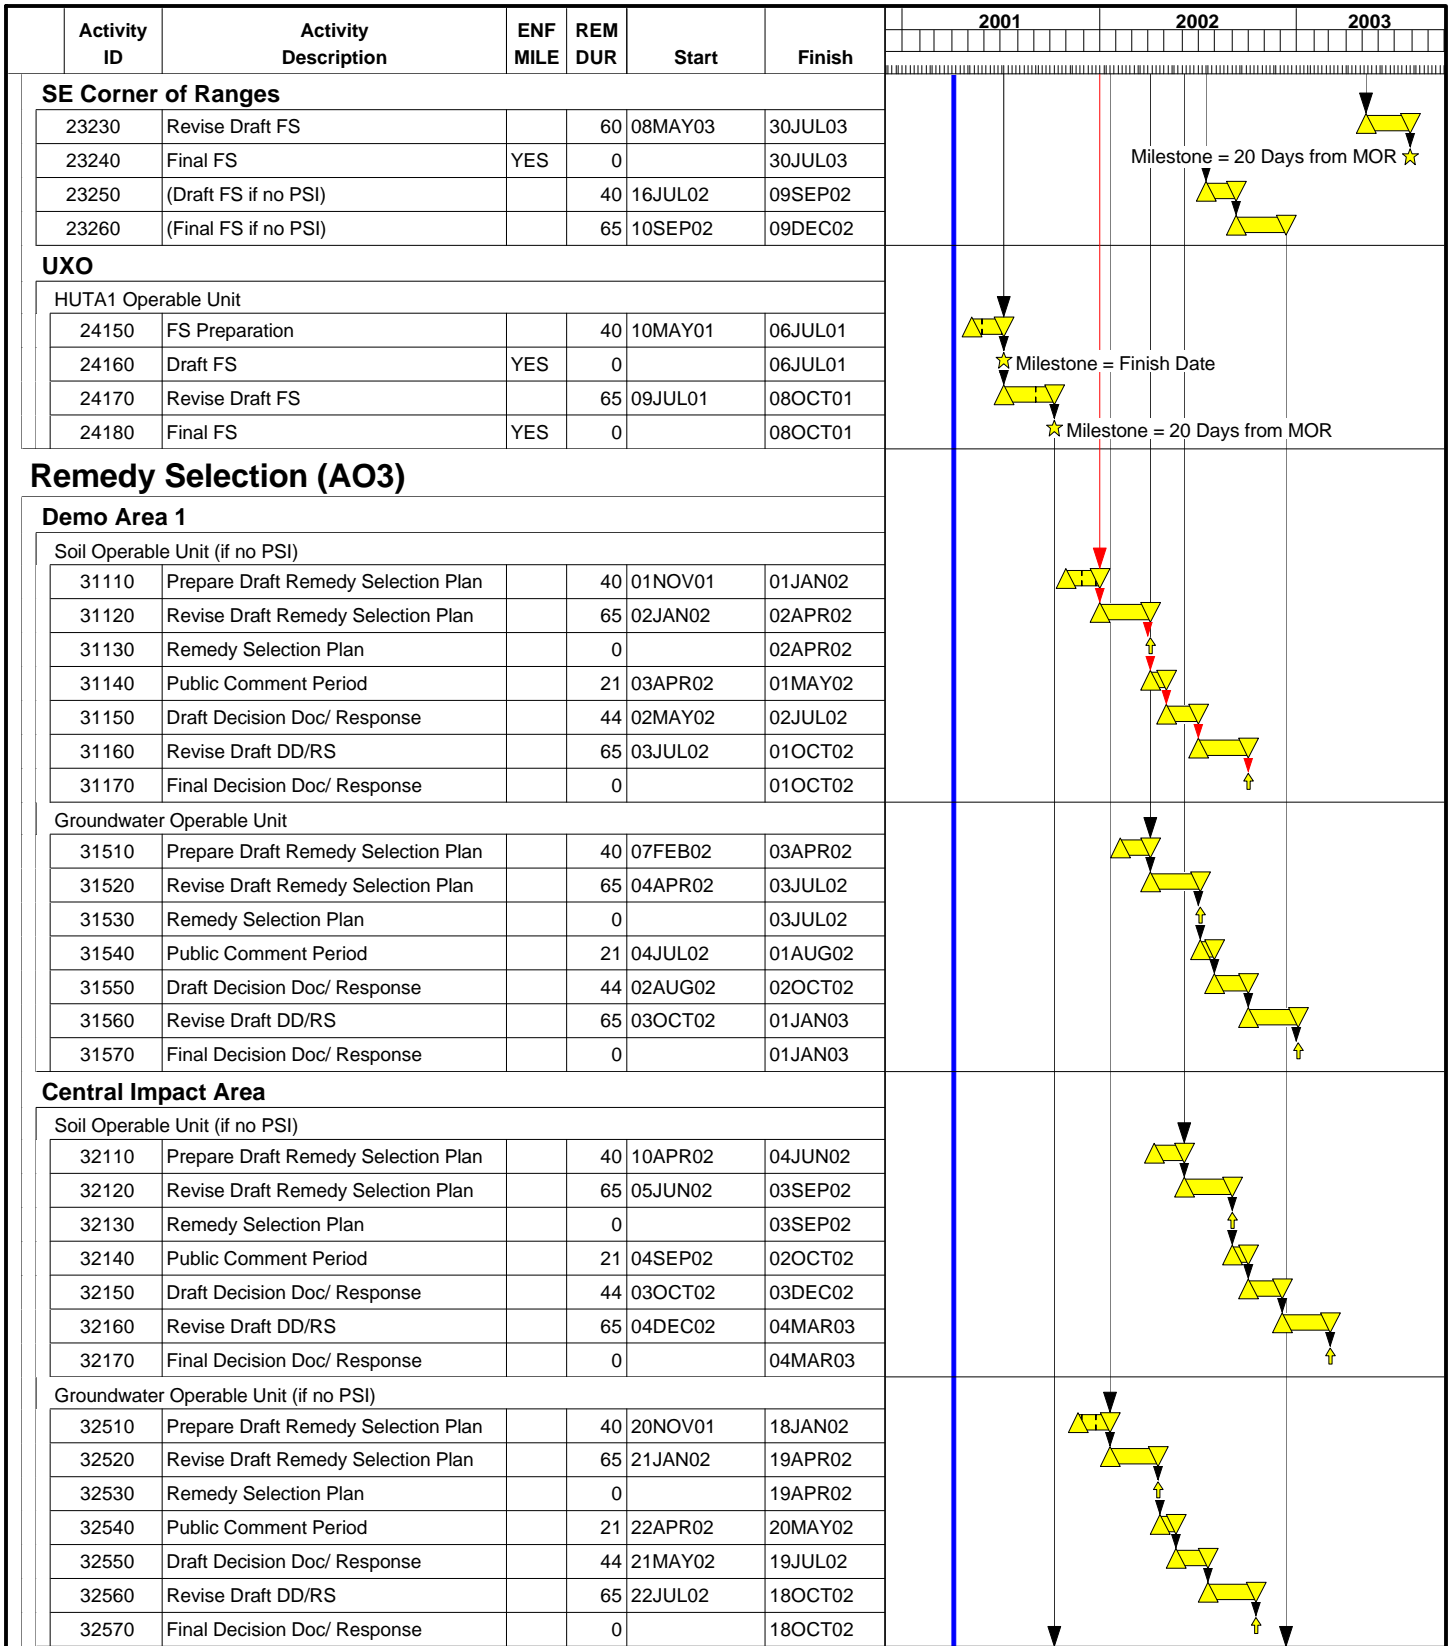 2001 2002 2003
Activity ID Activity Description ENF MILE REM DUR Start Finish
SE Corner of Ranges
23230 Revise Draft FS 60 08MAY03 30JUL03
23240 Final FS YES 0 30JUL03 Milestone = 20 Days from MOR
23250 (Draft FS if no PSI) 40 16JUL02 09SEP02
23260 (Final FS if no PSI) 65 10SEP02 09DEC02
UXO
HUTA1 Operable Unit
24150 FS Preparation 40 10MAY01 06JUL01
24160 Draft FS YES 0 06JUL01 Milestone = Finish Date
24170 Revise Draft FS 65 09JUL01 08OCT01
24180 Final FS YES 0 08OCT01 Milestone = 20 Days from MOR
Remedy Selection (AO3)
Demo Area 1
Soil Operable Unit (if no PSI)
31110 Prepare Draft Remedy Selection Plan 40 01NOV01 01JAN02
31120 Revise Draft Remedy Selection Plan 65 02JAN02 02APR02
31130 Remedy Selection Plan 0 02APR02
31140 Public Comment Period 21 03APR02 01MAY02
31150 Draft Decision Doc/ Response 44 02MAY02 02JUL02
31160 Revise Draft DD/RS 65 03JUL02 01OCT02
31170 Final Decision Doc/ Response 0 01OCT02
Groundwater Operable Unit
31510 Prepare Draft Remedy Selection Plan 40 07FEB02 03APR02
31520 Revise Draft Remedy Selection Plan 65 04APR02 03JUL02
31530 Remedy Selection Plan 0 03JUL02
31540 Public Comment Period 21 04JUL02 01AUG02
31550 Draft Decision Doc/ Response 44 02AUG02 02OCT02
31560 Revise Draft DD/RS 65 03OCT02 01JAN03
31570 Final Decision Doc/ Response 0 01JAN03
Central Impact Area
Soil Operable Unit (if no PSI)
32110 Prepare Draft Remedy Selection Plan 40 10APR02 04JUN02
32120 Revise Draft Remedy Selection Plan 65 05JUN02 03SEP02
32130 Remedy Selection Plan 0 03SEP02
32140 Public Comment Period 21 04SEP02 02OCT02
32150 Draft Decision Doc/ Response 44 03OCT02 03DEC02
32160 Revise Draft DD/RS 65 04DEC02 04MAR03
32170 Final Decision Doc/ Response 0 04MAR03
Groundwater Operable Unit (if no PSI)
32510 Prepare Draft Remedy Selection Plan 40 20NOV01 18JAN02
32520 Revise Draft Remedy Selection Plan 65 21JAN02 19APR02
32530 Remedy Selection Plan 0 19APR02
32540 Public Comment Period 21 22APR02 20MAY02
32550 Draft Decision Doc/ Response 44 21MAY02 19JUL02
32560 Revise Draft DD/RS 65 22JUL02 18OCT02
32570 Final Decision Doc/ Response 0 18OCT02